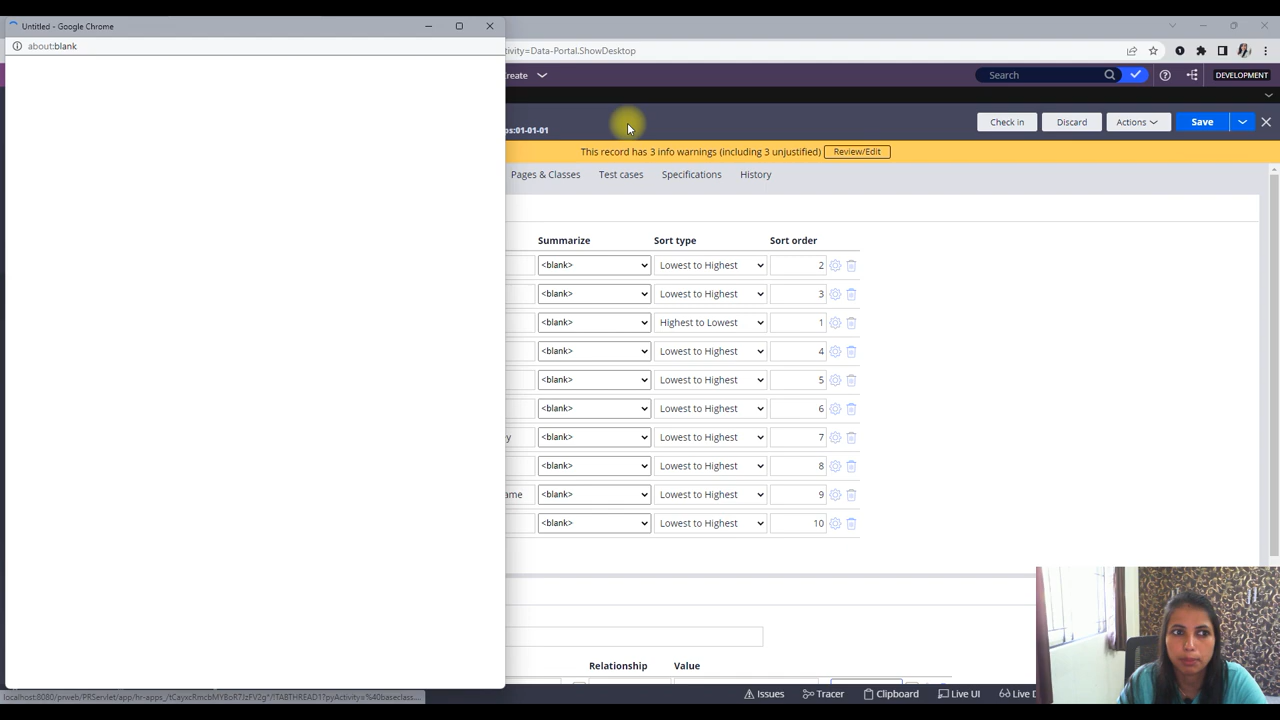 Untitled - Google Chrome
about:blank
tivity=Data-Portal.ShowDesktop
reate
Search
DEVELOPMENT
ps:01-01-01
Check in
Discard
Actions
Save
This record has 3 info warnings (including 3 unjustified)
Review/Edit
Pages & Classes
Test cases
Specifications
History
Summarize
Sort type
Sort order
<blank>
Lowest to Highest
2
<blank>
Lowest to Highest
3
<blank>
Highest to Lowest
1
<blank>
Lowest to Highest
4
<blank>
Lowest to Highest
5
<blank>
Lowest to Highest
6
y
<blank>
Lowest to Highest
7
<blank>
Lowest to Highest
8
ame
<blank>
Lowest to Highest
9
<blank>
Lowest to Highest
10
Relationship
Value
Issues
Tracer
Clipboard
Live UI
Live D